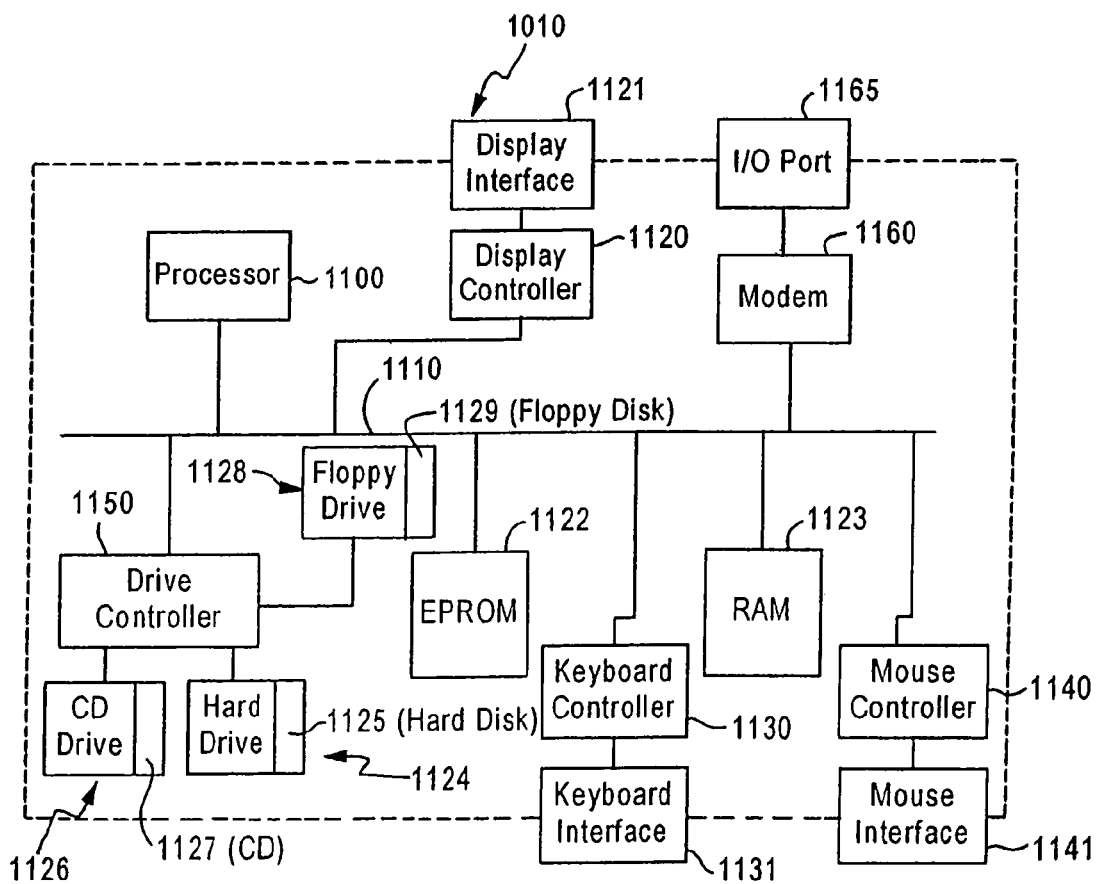 1010
1121
1165
Display
Interface
I/O Port
1120
1160
Processor
1100
Display
Controller
Modem
1110
1129 (Floppy Disk)
1128
Floppy
Drive
1150
1122
1123
Drive
Controller
EPROM
RAM
Keyboard
Controller
1130
Mouse
Controller
1140
CD
Drive
Hard
Drive
1125 (Hard Disk)
1124
Keyboard
Interface
1131
Mouse
Interface
1141
1126
1127 (CD)